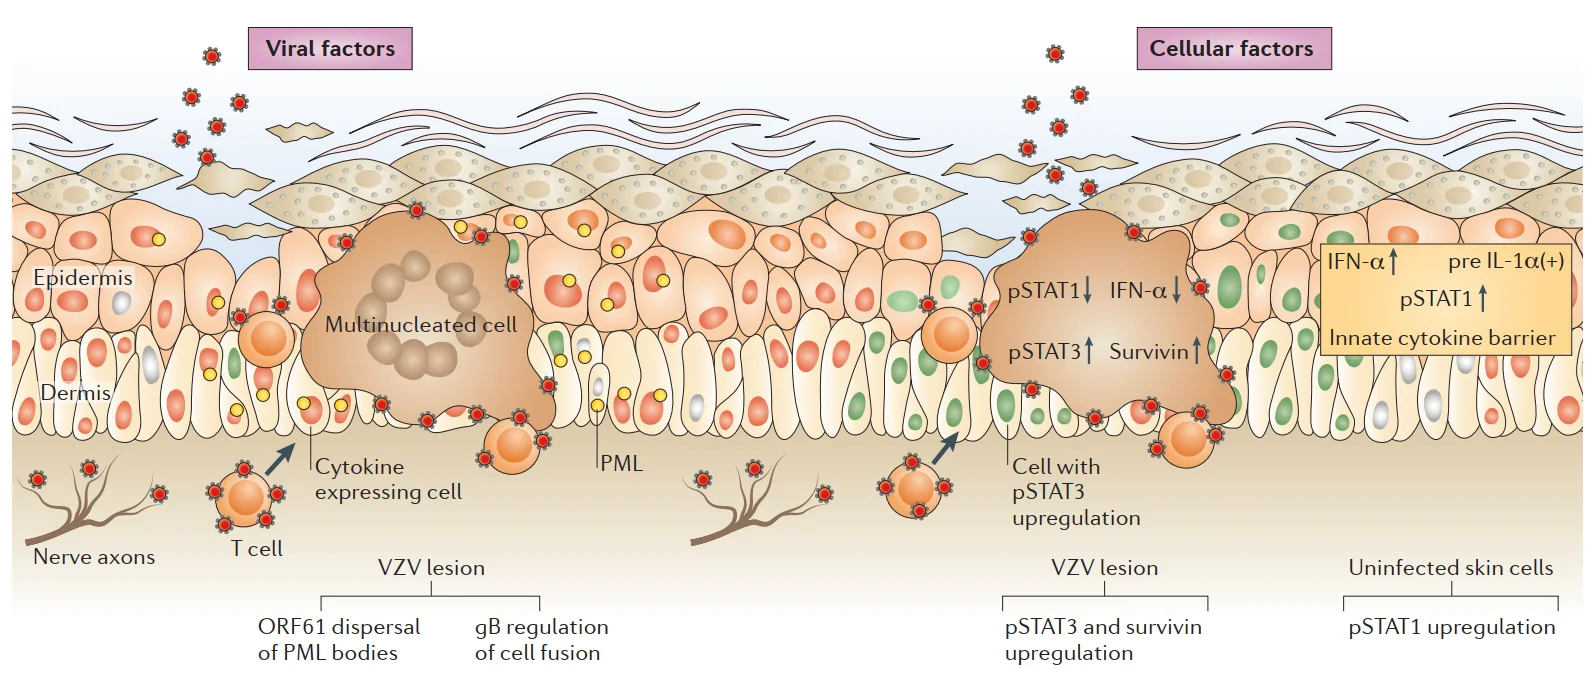 Viral factors
Cellular factors
Epidermis
Multinucleated cell
Dermis
pSTAT1↓ IFN-α↓
pSTAT3↑ Survivin↑
IFN-α↑ pre IL-1α(+)
pSTAT1↑
Innate cytokine barrier
Cytokine
expressing cell
PML
Cell with
pSTAT3
upregulation
Nerve axons
T cell
VZV lesion
ORF61 dispersal
of PML bodies
gB regulation
of cell fusion
VZV lesion
pSTAT3 and survivin
upregulation
Uninfected skin cells
pSTAT1 upregulation